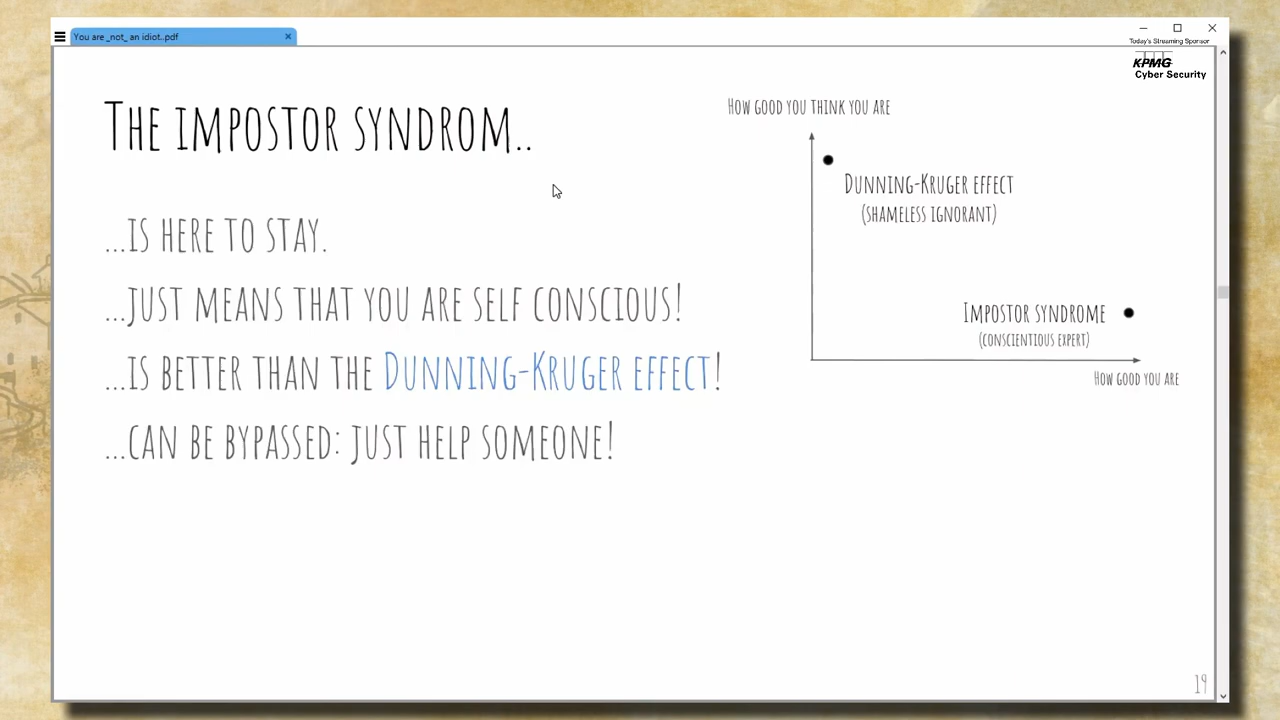 You are _not_ an idiot..pdf
Today's Streaming Sponsor
KPMG
Cyber Security
The impostor syndrom..
...is here to stay.
...just means that you are self conscious!
...is better than the Dunning-Kruger effect!
...can be bypassed: just help someone!
How good you think you are
Dunning-Kruger effect
(shameless ignorant)
Impostor syndrome
(conscientious expert)
How good you are
19